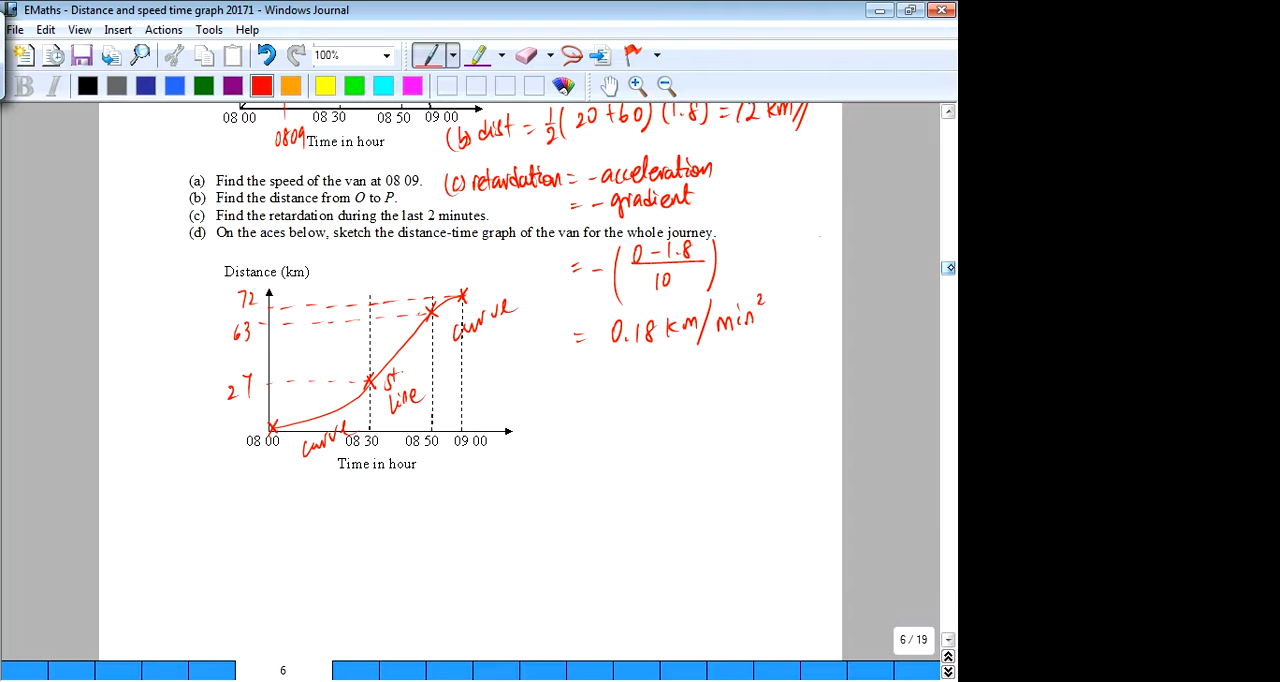 EMaths - Distance and speed time graph 20171 - Windows Journal
File Edit View Insert Actions Tools Help
100%
B I
08 00 08 30 08 50 09 00
0809
Time in hour
(b) dist = 1/2 (20 + 60) (1.8) = 72 km //
(a) Find the speed of the van at 08 09.
(b) Find the distance from O to P.
(c) Find the retardation during the last 2 minutes.
(d) On the aces below, sketch the distance-time graph of the van for the whole journey.
(c) retardation = - acceleration
= - gradient
= - ( 0 - 1.8 / 10 )
= 0.18 km/min²
Distance (km)
72
63
27
curve
st line
curve
08 00 08 30 08 50 09 00
Time in hour
6 / 19
6